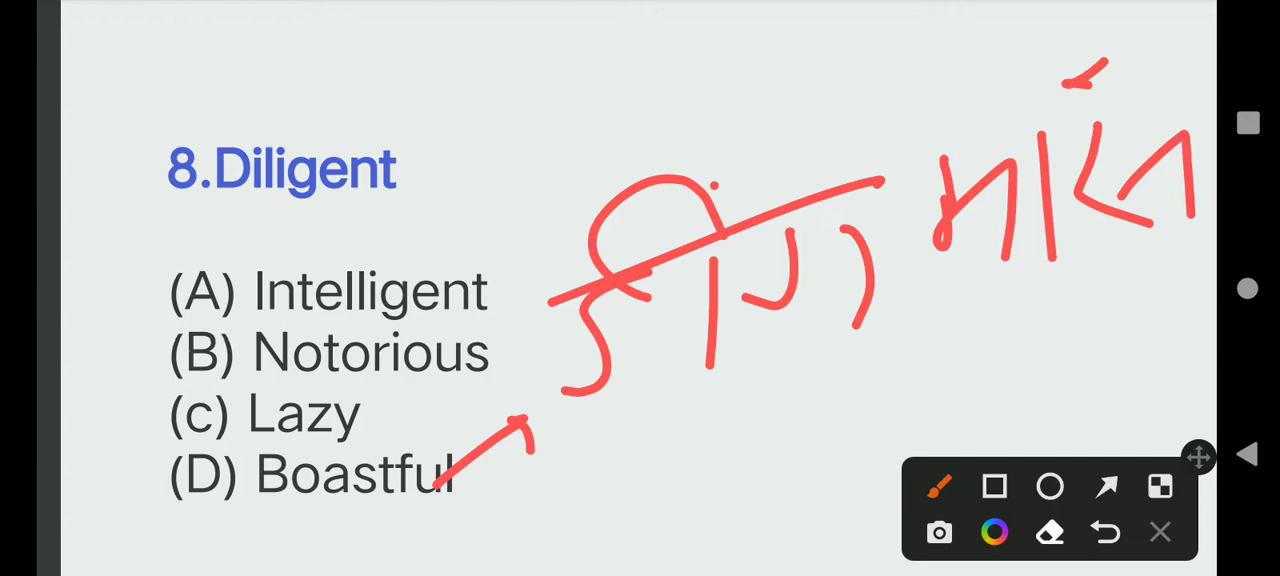 8.Diligent
(A) Intelligent
(B) Notorious
(c) Lazy
(D) Boastful